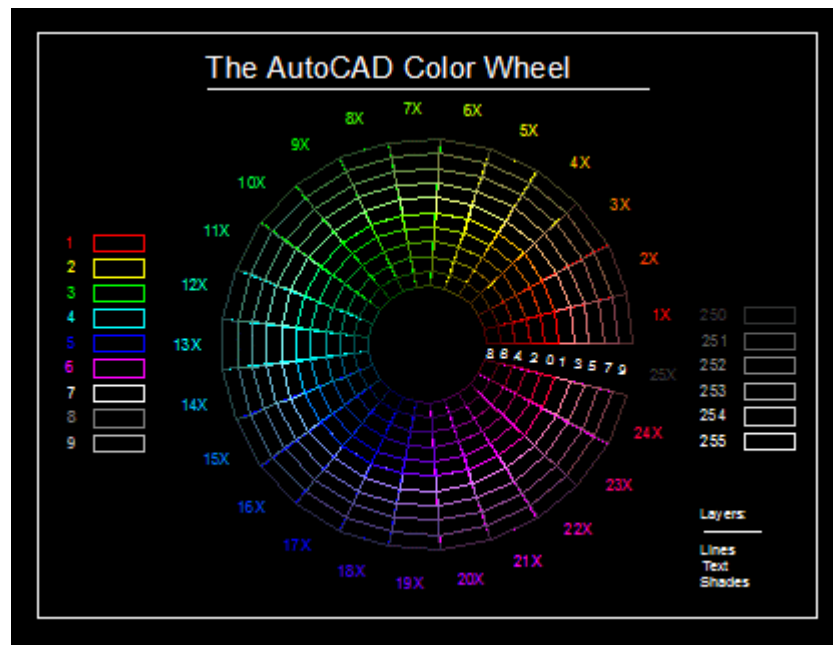 The AutoCAD Color Wheel
7X
6X
8X
5X
9X
4X
10X
3X
11X
2X
12X
1X
13X
14X
15X
16X
17X
18X
19X
20X
21X
22X
23X
24X
25X
8 6 4 2 0 1 3 5 7 9
1
2
3
4
5
6
7
8
9
250
251
252
253
254
255
Layers:
Lines
Text
Shades